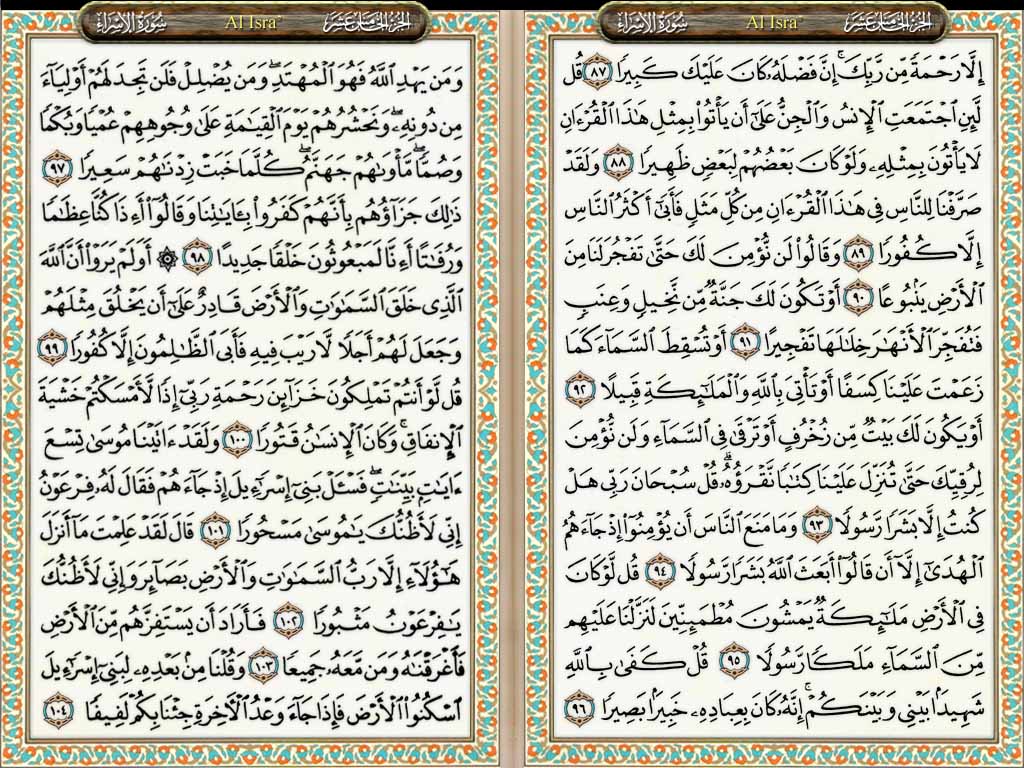 الجزء الخامس عشر Al Isra' سورة الإسراء
إِلَّا رَحْمَةً مِّن رَّبِّكَ ۚ إِنَّ فَضْلَهُۥ كَانَ عَلَيْكَ كَبِيرًا ٨٧ قُل
لَّئِنِ ٱجْتَمَعَتِ ٱلْإِنسُ وَٱلْجِنُّ عَلَىٰٓ أَن يَأْتُوا۟ بِمِثْلِ هَٰذَا ٱلْقُرْءَانِ
لَا يَأْتُونَ بِمِثْلِهِۦ وَلَوْ كَانَ بَعْضُهُمْ لِبَعْضٍ ظَهِيرًا ٨٨ وَلَقَدْ
صَرَّفْنَا لِلنَّاسِ فِى هَٰذَا ٱلْقُرْءَانِ مِن كُلِّ مَثَلٍ فَأَبَىٰٓ أَكْثَرُ ٱلنَّاسِ
إِلَّا كُفُورًا ٨٩ وَقَالُوا۟ لَن نُّؤْمِنَ لَكَ حَتَّىٰ تَفْجُرَ لَنَا مِنَ
ٱلْأَرْضِ يَنۢبُوعًا ٩٠ أَوْ تَكُونَ لَكَ جَنَّةٌ مِّن نَّخِيلٍ وَعِنَبٍ
فَتُفَجِّرَ ٱلْأَنْهَٰرَ خِلَٰلَهَا تَفْجِيرًا ٩١ أَوْ تُسْقِطَ ٱلسَّمَآءَ كَمَا
زَعَمْتَ عَلَيْنَا كِسَفًا أَوْ تَأْتِىَ بِٱللَّهِ وَٱلْمَلَٰٓئِكَةِ قَبِيلًا ٩٢
أَوْ يَكُونَ لَكَ بَيْتٌ مِّن زُخْرُفٍ أَوْ تَرْقَىٰ فِى ٱلسَّمَآءِ وَلَن نُّؤْمِنَ
لِرُقِيِّكَ حَتَّىٰ تُنَزِّلَ عَلَيْنَا كِتَٰبًا نَّقْرَؤُهُۥ ۗ قُلْ سُبْحَانَ رَبِّى هَلْ
كُنتُ إِلَّا بَشَرًا رَّسُولًا ٩٣ وَمَا مَنَعَ ٱلنَّاسَ أَن يُؤْمِنُوٓا۟ إِذْ جَآءَهُمُ
ٱلْهُدَىٰٓ إِلَّآ أَن قَالُوٓا۟ أَبَعَثَ ٱللَّهُ بَشَرًا رَّسُولًا ٩٤ قُل لَّوْ كَانَ
فِى ٱلْأَرْضِ مَلَٰٓئِكَةٌ يَمْشُونَ مُطْمَئِنِّينَ لَنَزَّلْنَا عَلَيْهِم
مِّنَ ٱلسَّمَآءِ مَلَكًا رَّسُولًا ٩٥ قُلْ كَفَىٰ بِٱللَّهِ
شَهِيدًۢا بَيْنِى وَبَيْنَكُمْ ۚ إِنَّهُۥ كَانَ بِعِبَادِهِۦ خَبِيرًۢا بَصِيرًا ٩٦
الجزء الخامس عشر Al Isra' سورة الإسراء
وَمَن يَهْدِ ٱللَّهُ فَهُوَ ٱلْمُهْتَدِ ۖ وَمَن يُضْلِلْ فَلَن تَجِدَ لَهُمْ أَوْلِيَآءَ
مِن دُونِهِۦ ۖ وَنَحْشُرُهُمْ يَوْمَ ٱلْقِيَٰمَةِ عَلَىٰ وُجُوهِهِمْ عُمْيًا وَبُكْمًا
وَصُمًّا ۖ مَّأْوَىٰهُمْ جَهَنَّمُ ۖ كُلَّمَا خَبَتْ زِدْنَٰهُمْ سَعِيرًا ٩٧
ذَٰلِكَ جَزَآؤُهُم بِأَنَّهُمْ كَفَرُوا۟ بِـَٔايَٰتِنَا وَقَالُوٓا۟ أَءِذَا كُنَّا عِظَٰمًا
وَرُفَٰتًا أَءِنَّا لَمَبْعُوثُونَ خَلْقًا جَدِيدًا ٩٨ ۞ أَوَلَمْ يَرَوْا۟ أَنَّ ٱللَّهَ
ٱلَّذِى خَلَقَ ٱلسَّمَٰوَٰتِ وَٱلْأَرْضَ قَادِرٌ عَلَىٰٓ أَن يَخْلُقَ مِثْلَهُمْ
وَجَعَلَ لَهُمْ أَجَلًا لَّا رَيْبَ فِيهِ فَأَبَى ٱلظَّٰلِمُونَ إِلَّا كُفُورًا ٩٩
قُل لَّوْ أَنتُمْ تَمْلِكُونَ خَزَآئِنَ رَحْمَةِ رَبِّىٓ إِذًا لَّأَمْسَكْتُمْ خَشْيَةَ
ٱلْإِنفَاقِ ۚ وَكَانَ ٱلْإِنسَٰنُ قَتُورًا ١٠٠ وَلَقَدْ ءَاتَيْنَا مُوسَىٰ تِسْعَ
ءَايَٰتٍۭ بَيِّنَٰتٍ ۖ فَسْـَٔلْ بَنِىٓ إِسْرَٰٓءِيلَ إِذْ جَآءَهُمْ فَقَالَ لَهُۥ فِرْعَوْنُ
إِنِّى لَأَظُنُّكَ يَٰمُوسَىٰ مَسْحُورًا ١٠١ قَالَ لَقَدْ عَلِمْتَ مَآ أَنزَلَ
هَٰٓؤُلَآءِ إِلَّا رَبُّ ٱلسَّمَٰوَٰتِ وَٱلْأَرْضِ بَصَآئِرَ وَإِنِّى لَأَظُنُّكَ
يَٰفِرْعَوْنُ مَثْبُورًا ١٠٢ فَأَرَادَ أَن يَسْتَفِزَّهُم مِّنَ ٱلْأَرْضِ
فَأَغْرَقْنَٰهُ وَمَن مَّعَهُۥ جَمِيعًا ١٠٣ وَقُلْنَا مِنۢ بَعْدِهِۦ لِبَنِىٓ إِسْرَٰٓءِيلَ
ٱسْكُنُوا۟ ٱلْأَرْضَ فَإِذَا جَآءَ وَعْدُ ٱلْءَاخِرَةِ جِئْنَا بِكُمْ لَفِيفًا ١٠٤